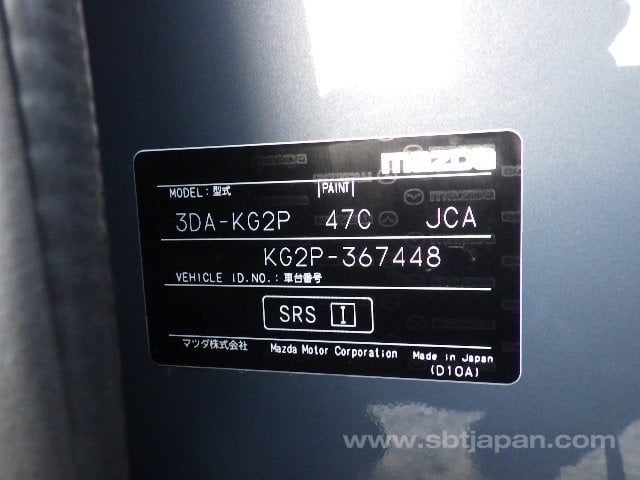 mazda
MODEL: 型式 PAINT
3DA-KG2P 47C JCA
KG2P-367448
VEHICLE ID.NO.: 車台番号
SRS I
マツダ株式会社 Mazda Motor Corporation Made in Japan
(D10A)
www.sbtjapan.com